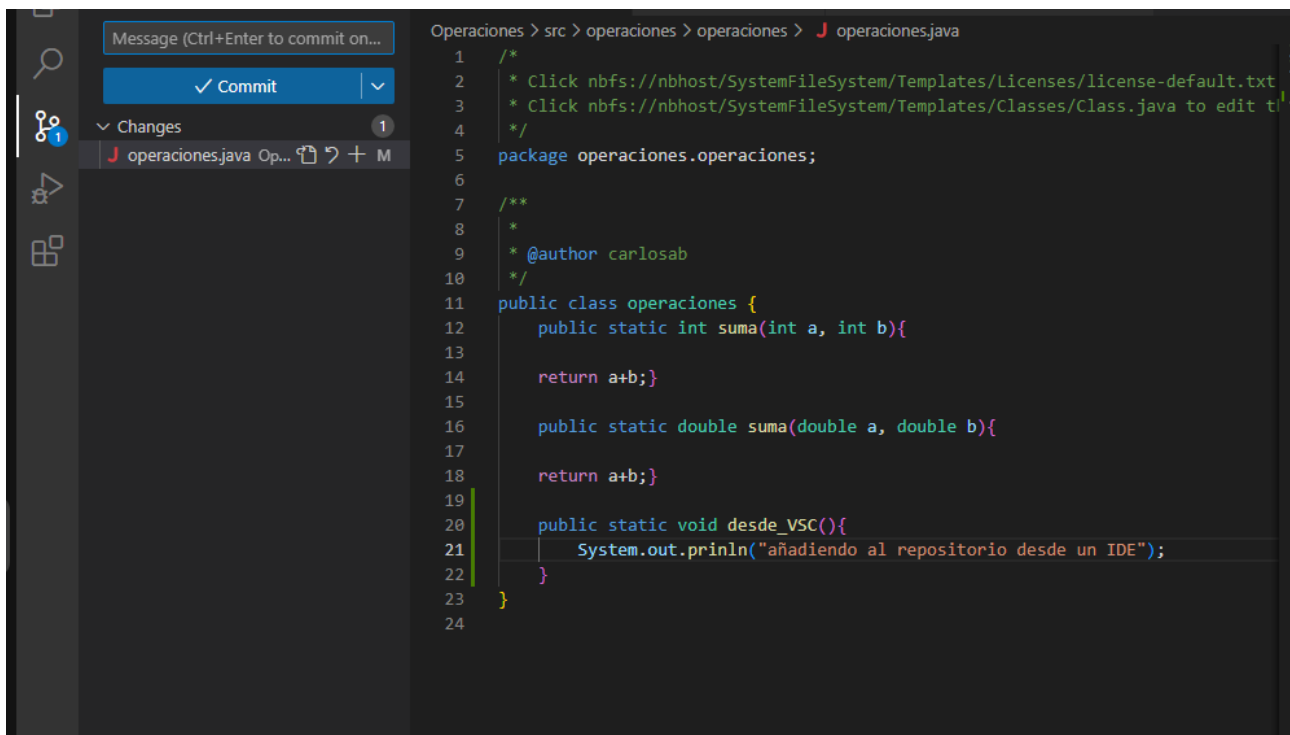 Message (Ctrl+Enter to commit on...
Commit
Changes 1
J operaciones.java Op... M
1
Operaciones > src > operaciones > operaciones > J operaciones.java
1 /*
2 * Click nbfs://nbhost/SystemFileSystem/Templates/Licenses/license-default.txt
3 * Click nbfs://nbhost/SystemFileSystem/Templates/Classes/Class.java to edit t
4 */
5 package operaciones.operaciones;
6
7 /**
8 *
9 * @author carlosab
10 */
11 public class operaciones {
12 public static int suma(int a, int b){
13
14 return a+b;}
15
16 public static double suma(double a, double b){
17
18 return a+b;}
19
20 public static void desde_VSC(){
21 System.out.prinln("añadiendo al repositorio desde un IDE");
22 }
23 }
24